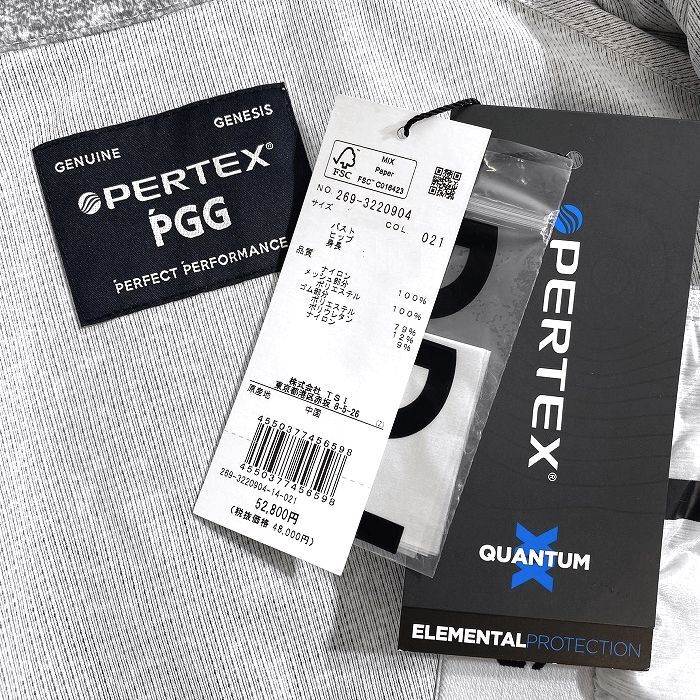 GENUINE
GENESIS
PERTEX®
PGG
PERFECT PERFORMANCE
FSC
MIX
Paper
FSC™ C016423
NO. 269-3220904
サイズ
COL. 021
バスト
ヒップ
身長
品質
ナイロン
100%
メッシュ部分
ポリエステル
100%
ゴム部分
ポリエステル
79%
ポリウレタン
12%
ナイロン
9%
株式会社 TSI
東京都港区赤坂 8-5-26
(Z)
原産地
中国
4550377456598
4550377456598
269-3220904-14-021
52,800円
(税抜価格 48,000円)
PERTEX®
QUANTUM
ELEMENTALPROTECTION